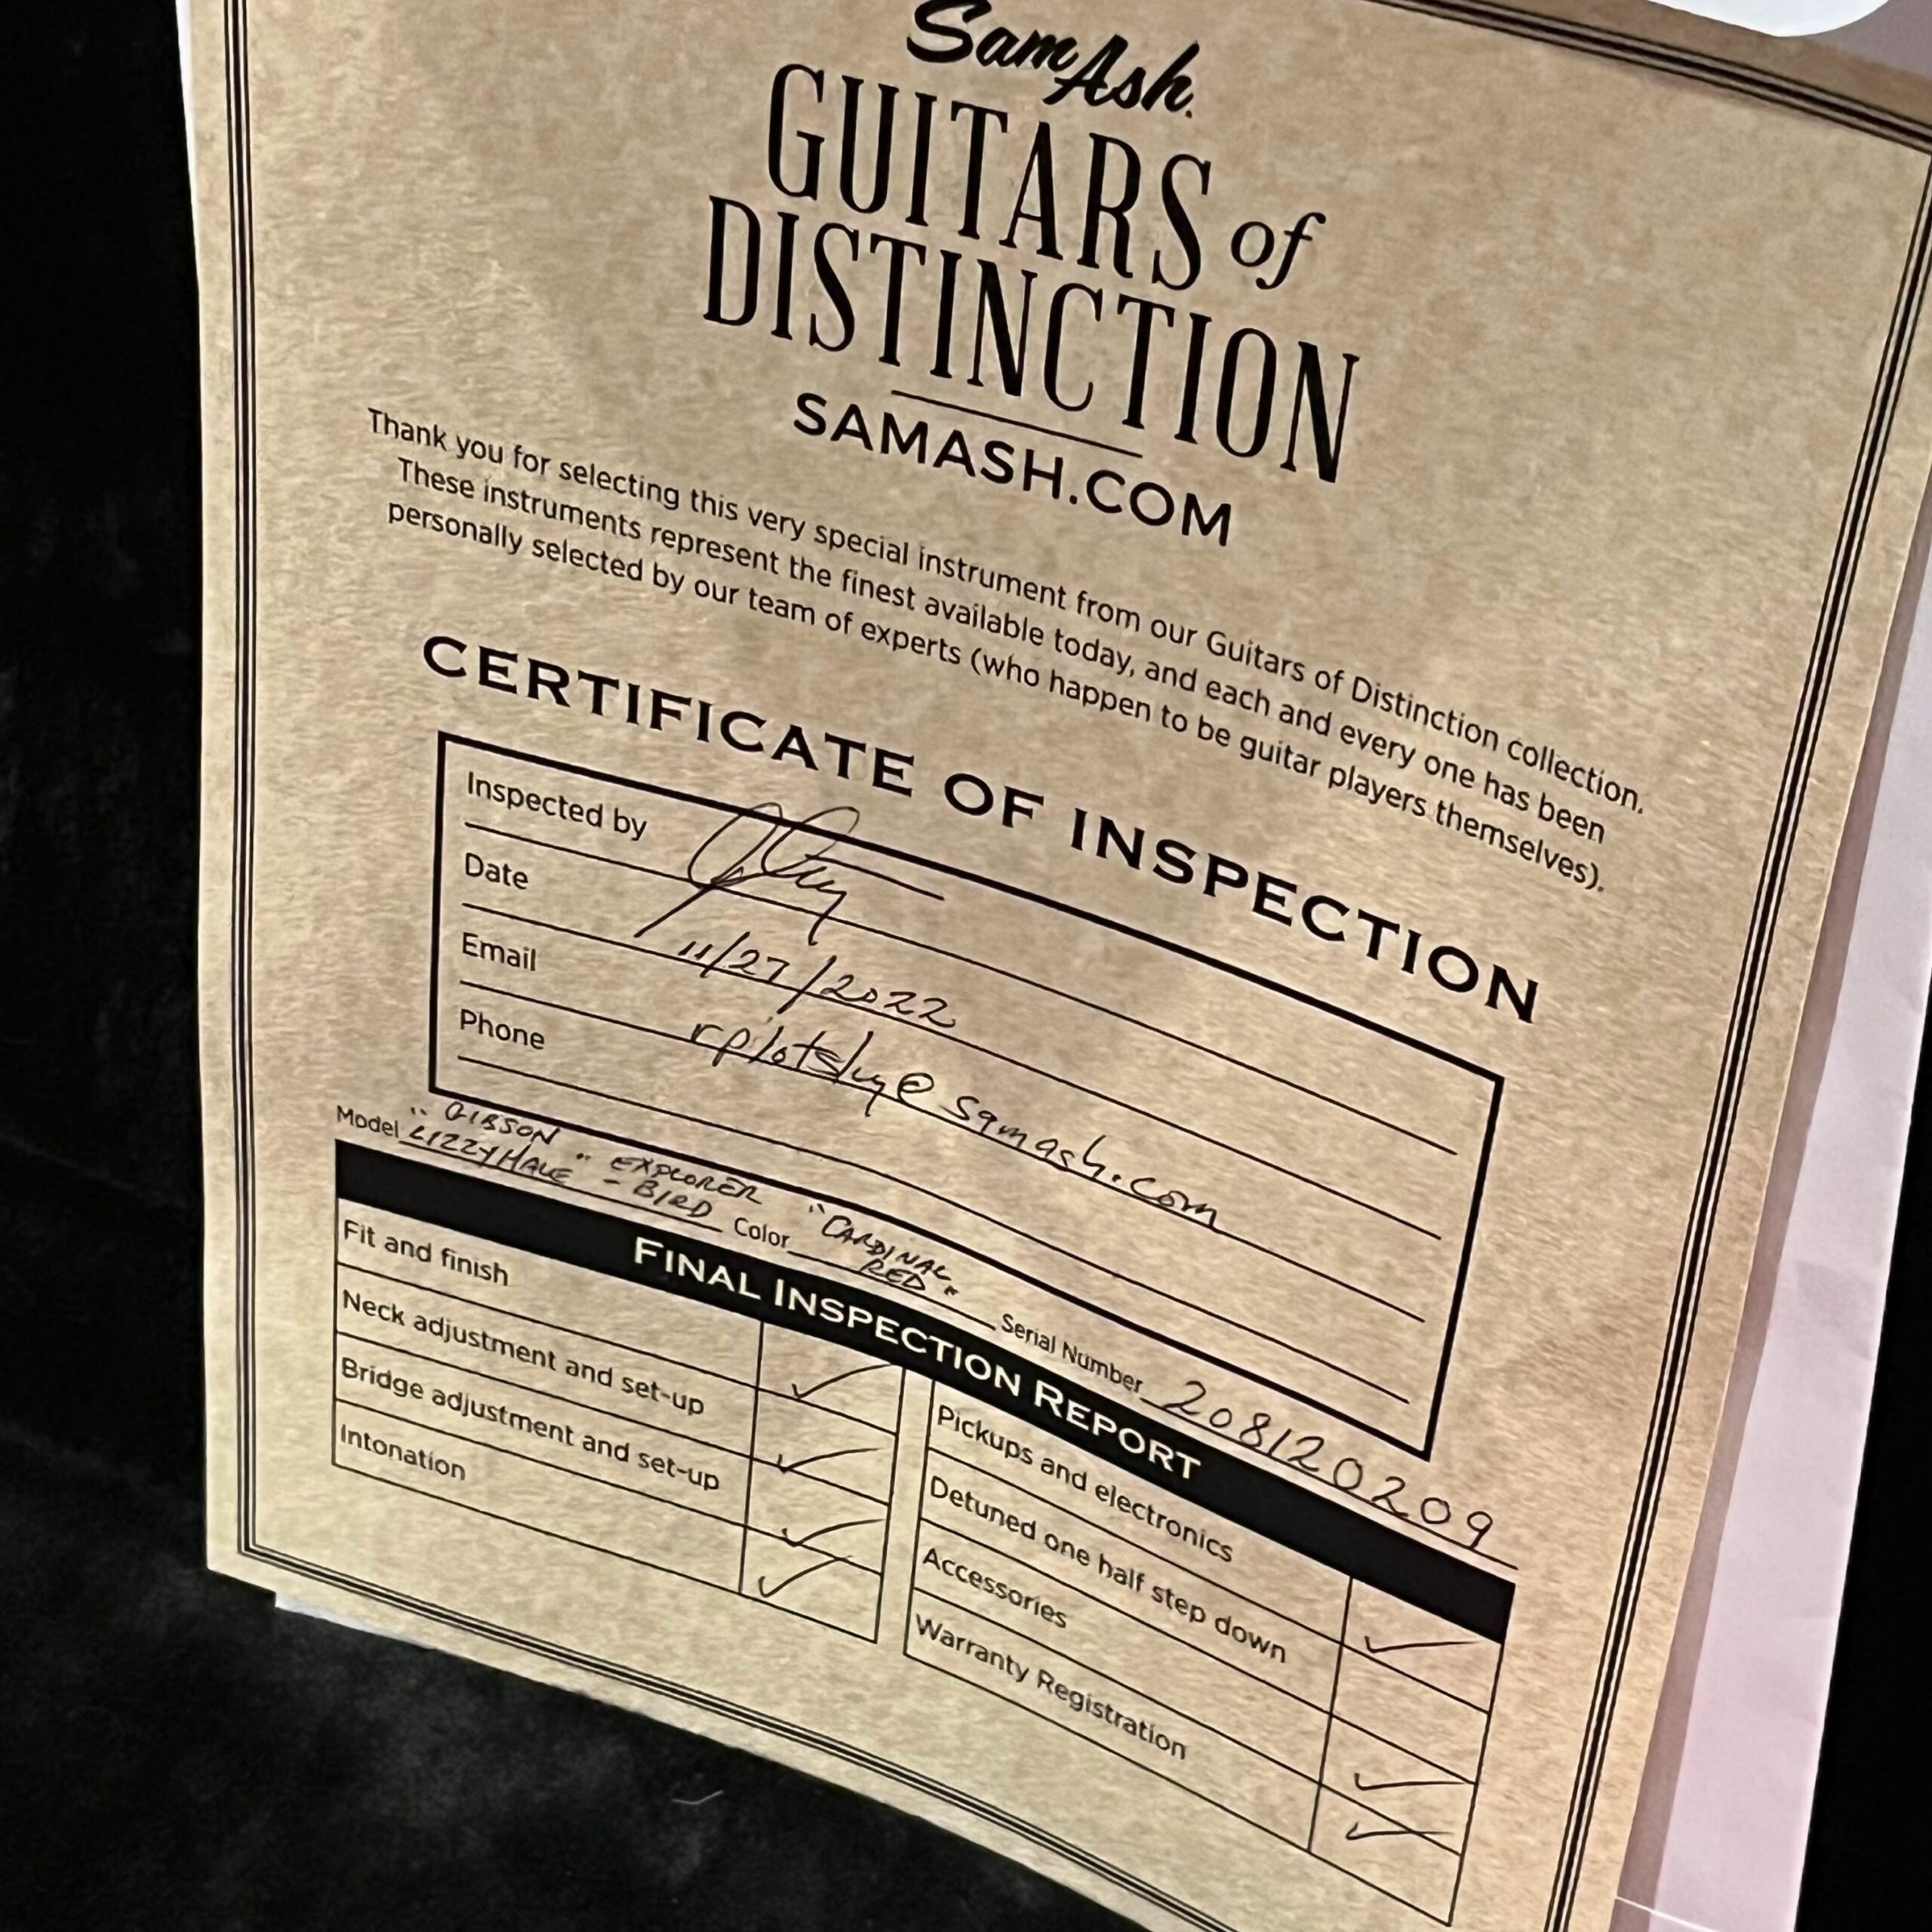 Sam Ash
GUITARS of
DISTINCTION
SAMASH.COM
Thank you for selecting this very special instrument from our Guitars of Distinction collection.
These instruments represent the finest available today, and each and every one has been
personally selected by our team of experts (who happen to be guitar players themselves).
CERTIFICATE OF INSPECTION
Inspected by
Date 11/27/2022
Email rplotsky@samash.com
Phone
Model "GIBSON LIZZY HALE" EXPLORER - BIRD Color "CARDINAL RED" Serial Number 208120209
FINAL INSPECTION REPORT
Fit and finish ✓
Neck adjustment and set-up ✓
Bridge adjustment and set-up ✓
Intonation ✓
Pickups and electronics ✓
Detuned one half step down
Accessories ✓
Warranty Registration ✓